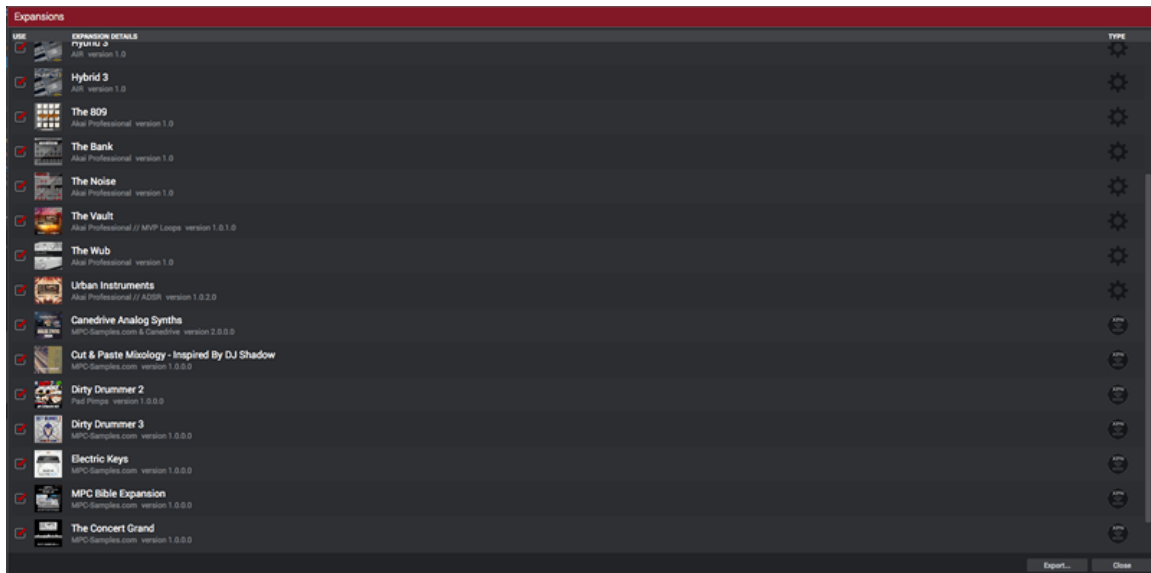 Expansions
USE EXPANSION DETAILS TYPE
Hybrid 3
AIR version 1.0
Hybrid 3
AIR version 1.0
The 809
Akai Professional version 1.0
The Bank
Akai Professional version 1.0
The Noise
Akai Professional version 1.0
The Vault
Akai Professional // MVP Loops version 1.0.1.0
The Wub
Akai Professional version 1.0
Urban Instruments
Akai Professional // ADSR version 1.0.2.0
Canedrive Analog Synths
MPC-Samples.com & Canedrive version 2.0.0.0
Cut & Paste Mixology - Inspired By DJ Shadow
MPC-Samples.com version 1.0.0.0
Dirty Drummer 2
Pad Pimps version 1.0.0.0
Dirty Drummer 3
MPC-Samples.com version 1.0.0.0
Electric Keys
MPC-Samples.com version 1.0.0.0
MPC Bible Expansion
MPC-Samples.com version 1.0.0.0
The Concert Grand
MPC-Samples.com version 1.0.0.0
Export... Close